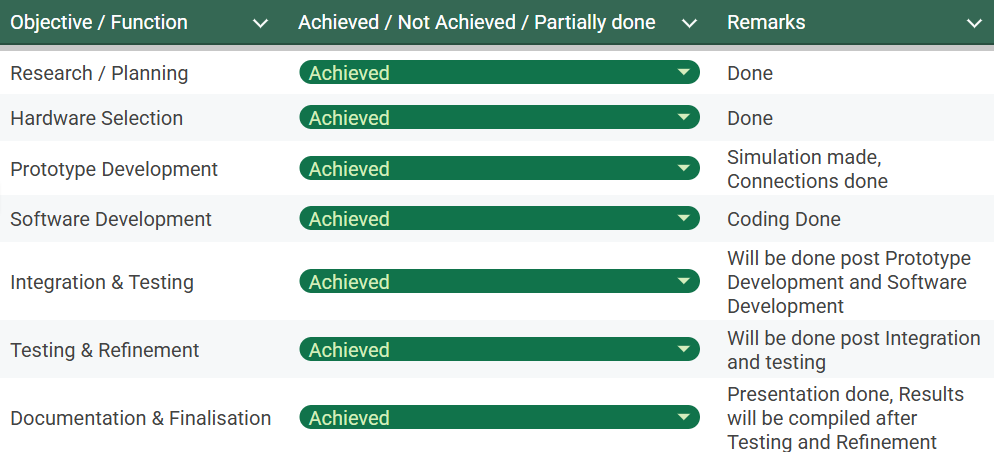 Objective / Function
Achieved / Not Achieved / Partially done
Remarks
Research / Planning
Achieved
Done
Hardware Selection
Achieved
Done
Prototype Development
Achieved
Simulation made,
Connections done
Software Development
Achieved
Coding Done
Integration & Testing
Achieved
Will be done post Prototype
Development and Software
Development
Testing & Refinement
Achieved
Will be done post Integration
and testing
Documentation & Finalisation
Achieved
Presentation done, Results
will be compiled after
Testing and Refinement